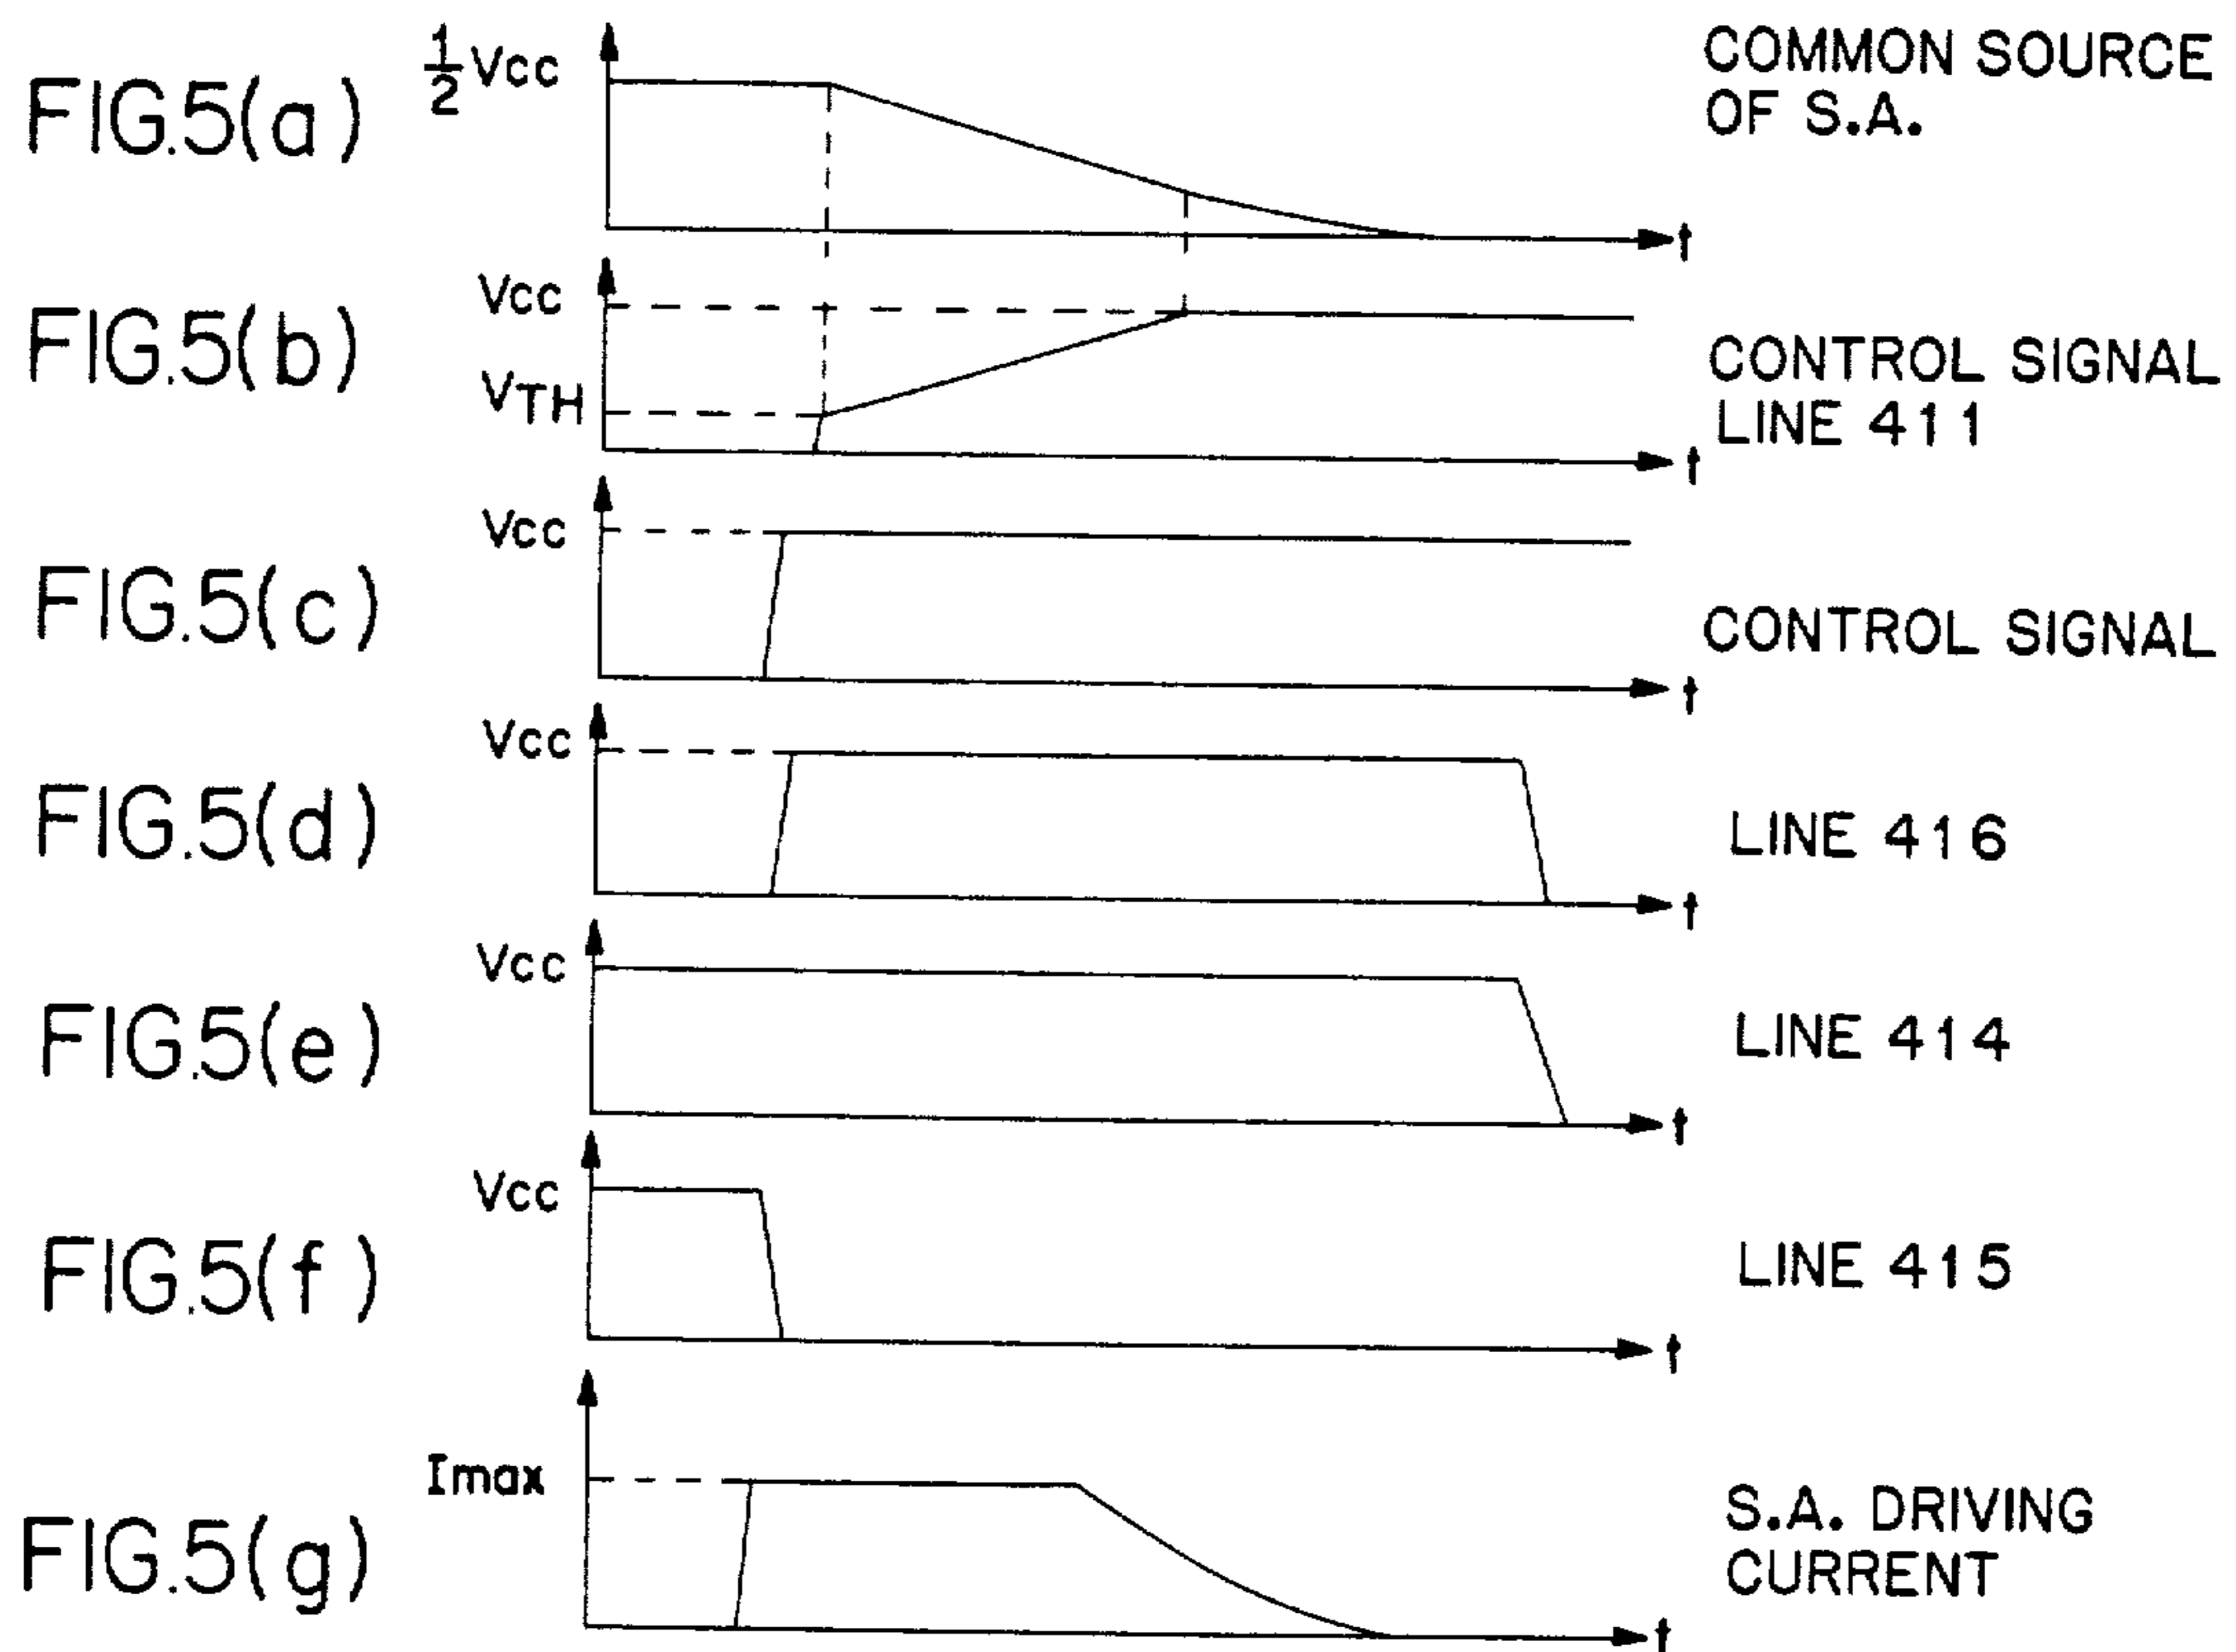 FIG.5(a)
1/2 Vcc
COMMON SOURCE
OF S.A.
t
FIG.5(b)
Vcc
VTH
CONTROL SIGNAL
LINE 411
t
FIG.5(c)
Vcc
CONTROL SIGNAL
t
FIG.5(d)
Vcc
LINE 416
t
FIG.5(e)
Vcc
LINE 414
t
FIG.5(f)
Vcc
LINE 415
t
FIG.5(g)
Imax
S.A. DRIVING
CURRENT
t